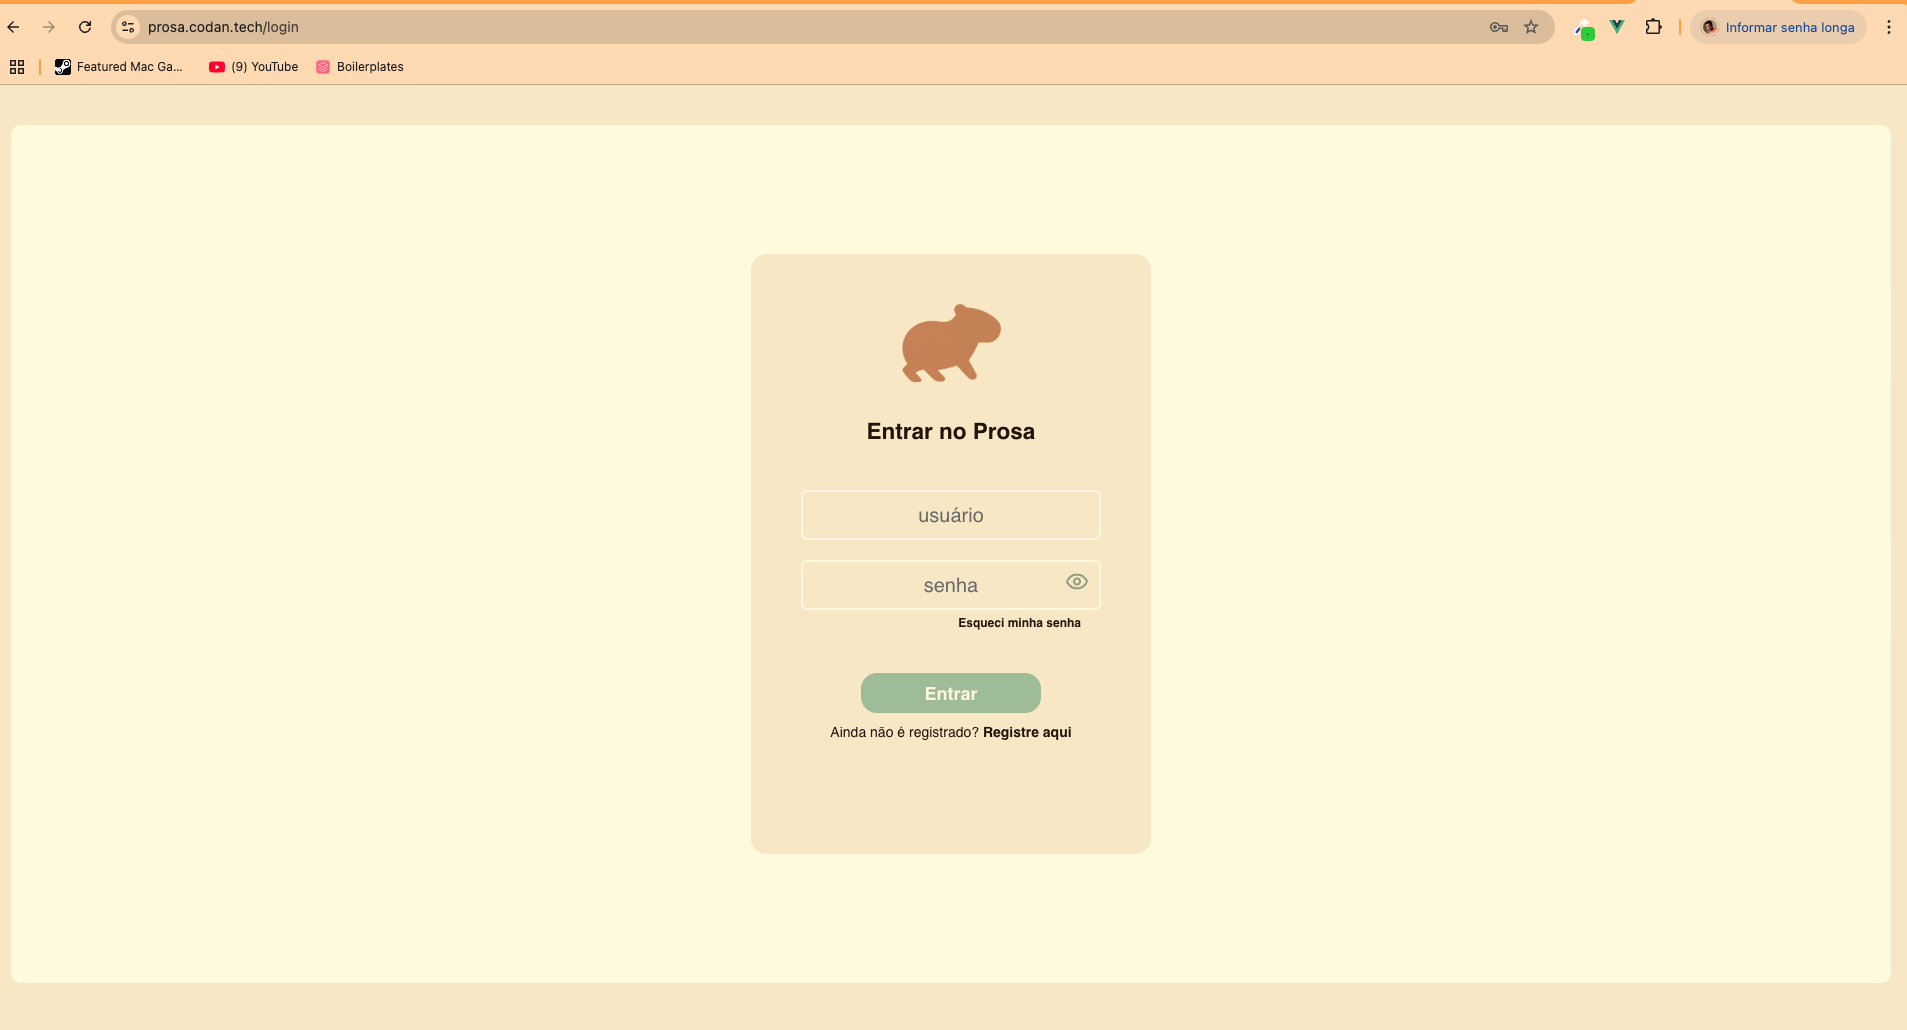 prosa.codan.tech/login
Informar senha longa
Featured Mac Ga...
(9) YouTube
Boilerplates
Entrar no Prosa
usuário
senha
Esqueci minha senha
Entrar
Ainda não é registrado? Registre aqui